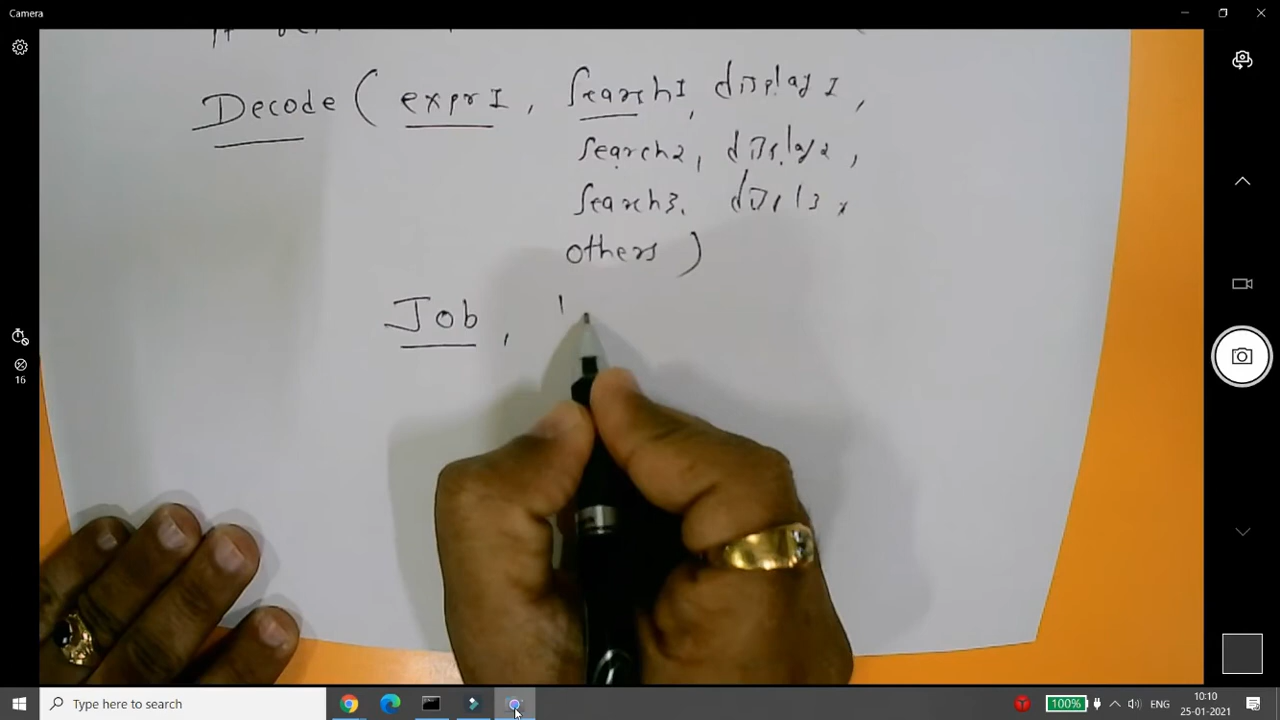 Camera
Decode ( expr1, Search1, display1,
search2, display2,
Search3, displ3,
others )
Job, '
16
Type here to search
100%
ENG
10:10
25-01-2021